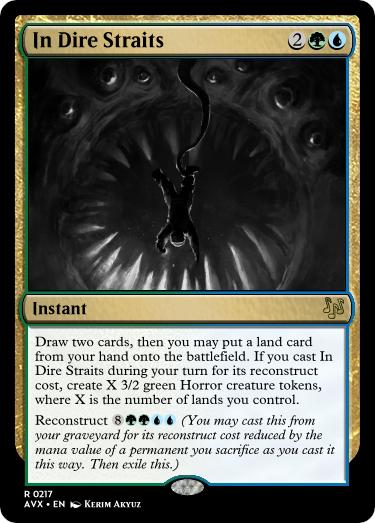 In Dire Straits 2
Instant
Draw two cards, then you may put a land card
from your hand onto the battlefield. If you cast In
Dire Straits during your turn for its reconstruct
cost, create X 3/2 green Horror creature tokens,
where X is the number of lands you control.
Reconstruct 8 (You may cast this from
your graveyard for its reconstruct cost reduced by the
mana value of a permanent you sacrifice as you cast it
this way. Then exile this.)
R 0217
AVX • EN Kerim Akyuz